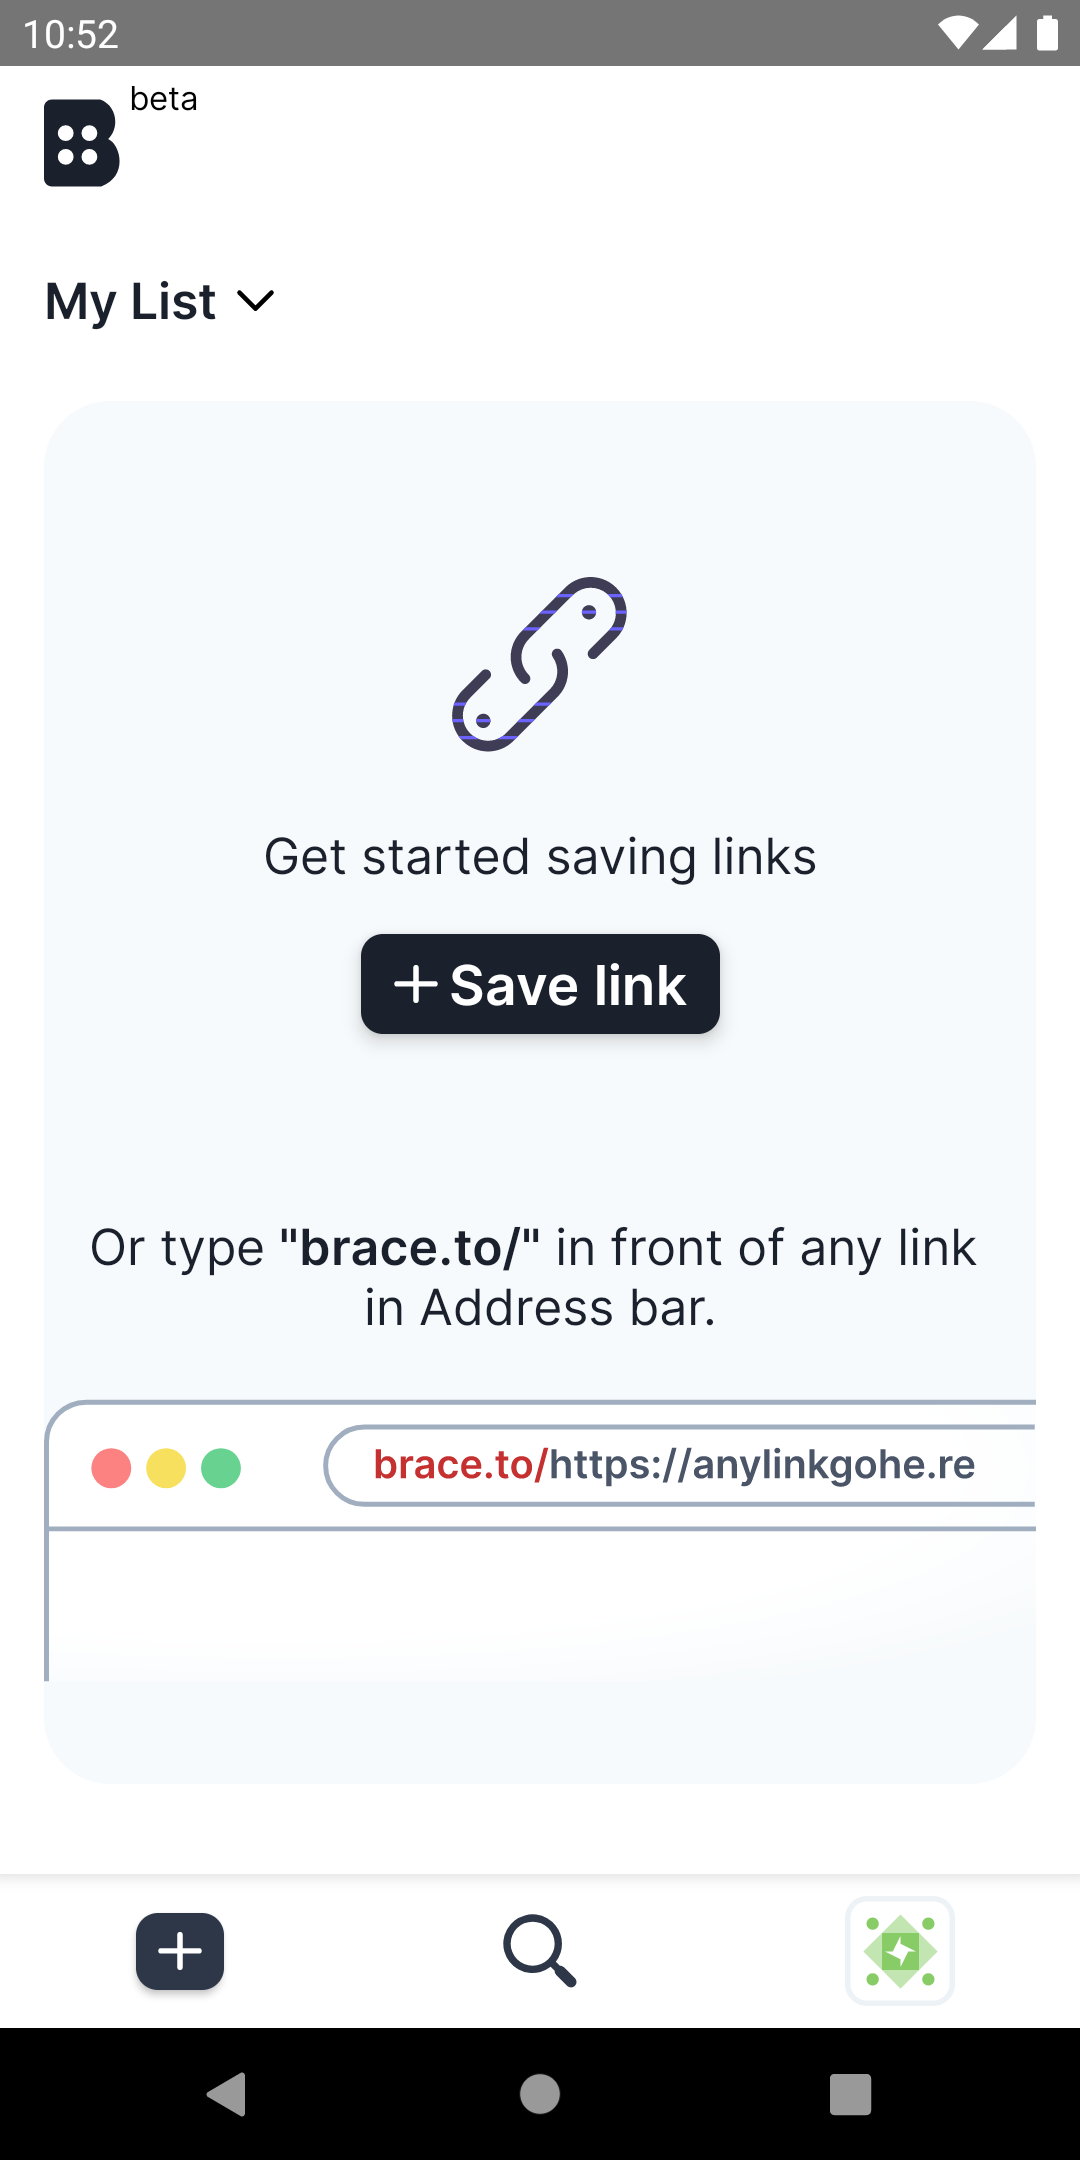 10:52
beta
My List
Get started saving links
Save link
Or type "brace.to/" in front of any link
in Address bar.
brace.to/https://anylinkgohe.re